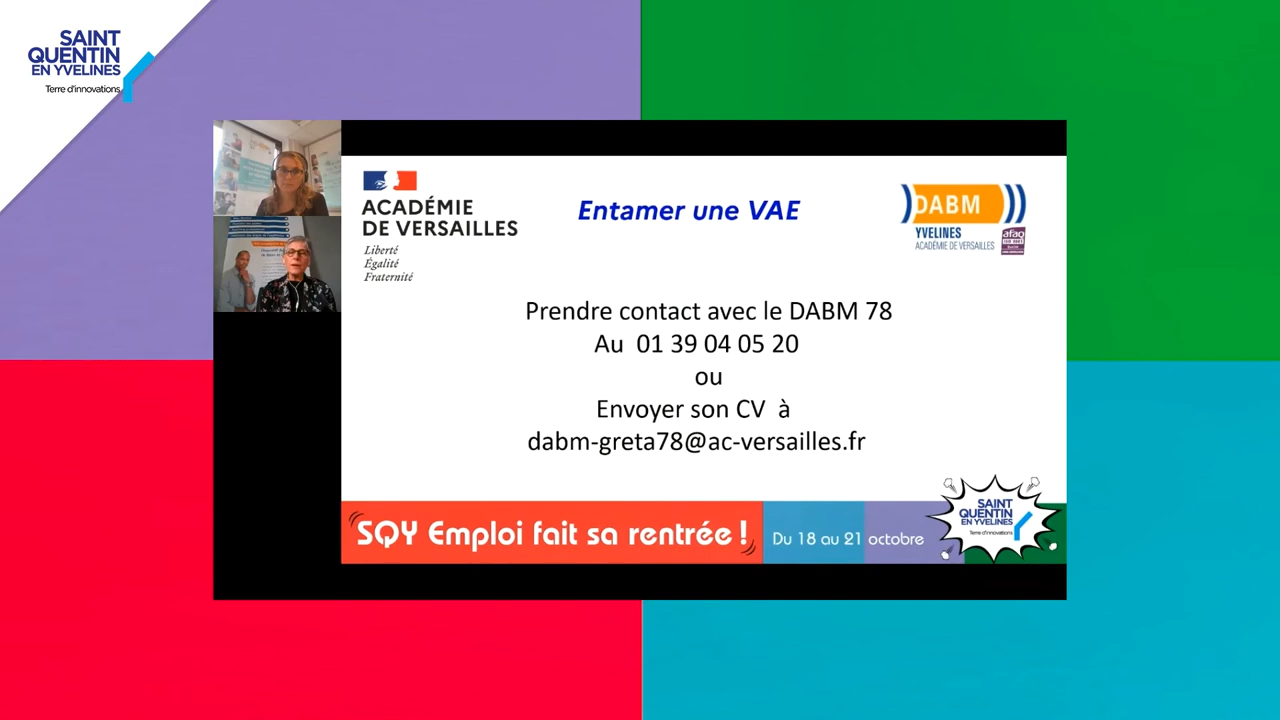 SAINT
QUENTIN
EN YVELINES
Terre d'innovations
ACADÉMIE
DE VERSAILLES
Liberté
Égalité
Fraternité
Entamer une VAE
DABM
YVELINES
ACADÉMIE DE VERSAILLES
afaq
Prendre contact avec le DABM 78
Au 01 39 04 05 20
ou
Envoyer son CV à
dabm-greta78@ac-versailles.fr
SQY Emploi fait sa rentrée !
Du 18 au 21 octobre
SAINT
QUENTIN
EN YVELINES
Terre d'innovations